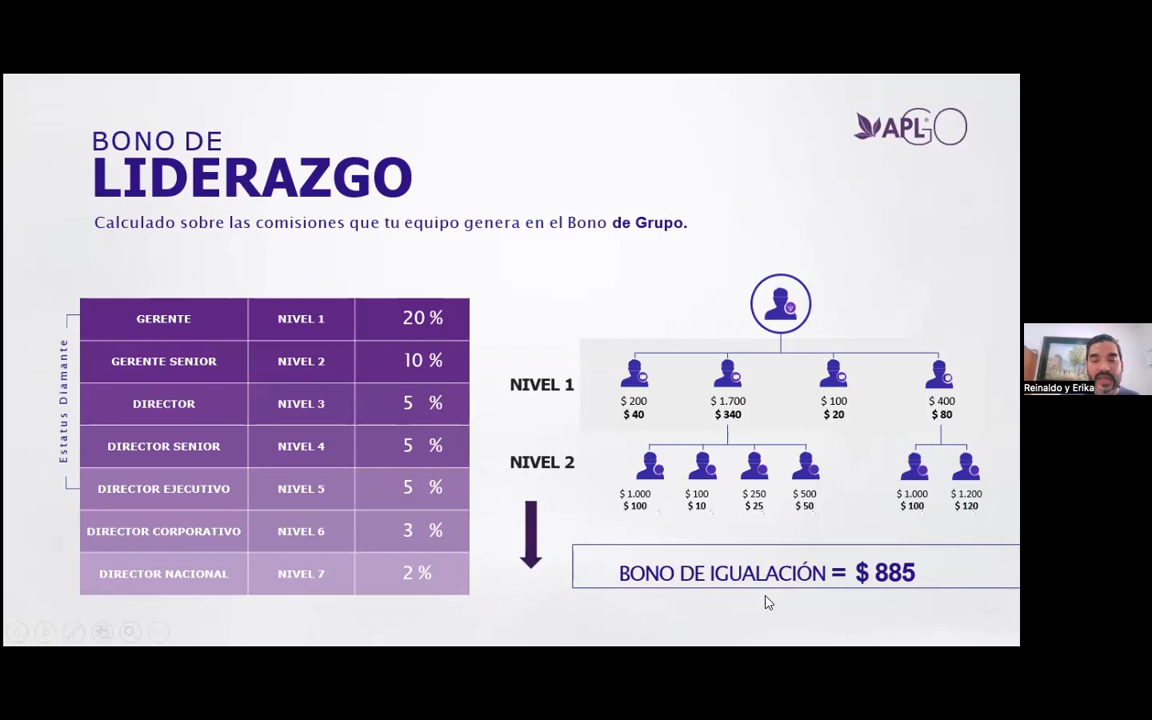 APLGO
BONO DE
LIDERAZGO
Calculado sobre las comisiones que tu equipo genera en el Bono de Grupo.
Estatus Diamante
GERENTE NIVEL 1 20 %
GERENTE SENIOR NIVEL 2 10 %
DIRECTOR NIVEL 3 5 %
DIRECTOR SENIOR NIVEL 4 5 %
DIRECTOR EJECUTIVO NIVEL 5 5 %
DIRECTOR CORPORATIVO NIVEL 6 3 %
DIRECTOR NACIONAL NIVEL 7 2 %
NIVEL 1
$ 200 $ 1.700 $ 100 $ 400
$ 40 $ 340 $ 20 $ 80
NIVEL 2
$ 1.000 $ 100 $ 250 $ 500 $ 1.000 $ 1.200
$ 100 $ 10 $ 25 $ 50 $ 100 $ 120
BONO DE IGUALACIÓN = $ 885
Reinaldo y Erika